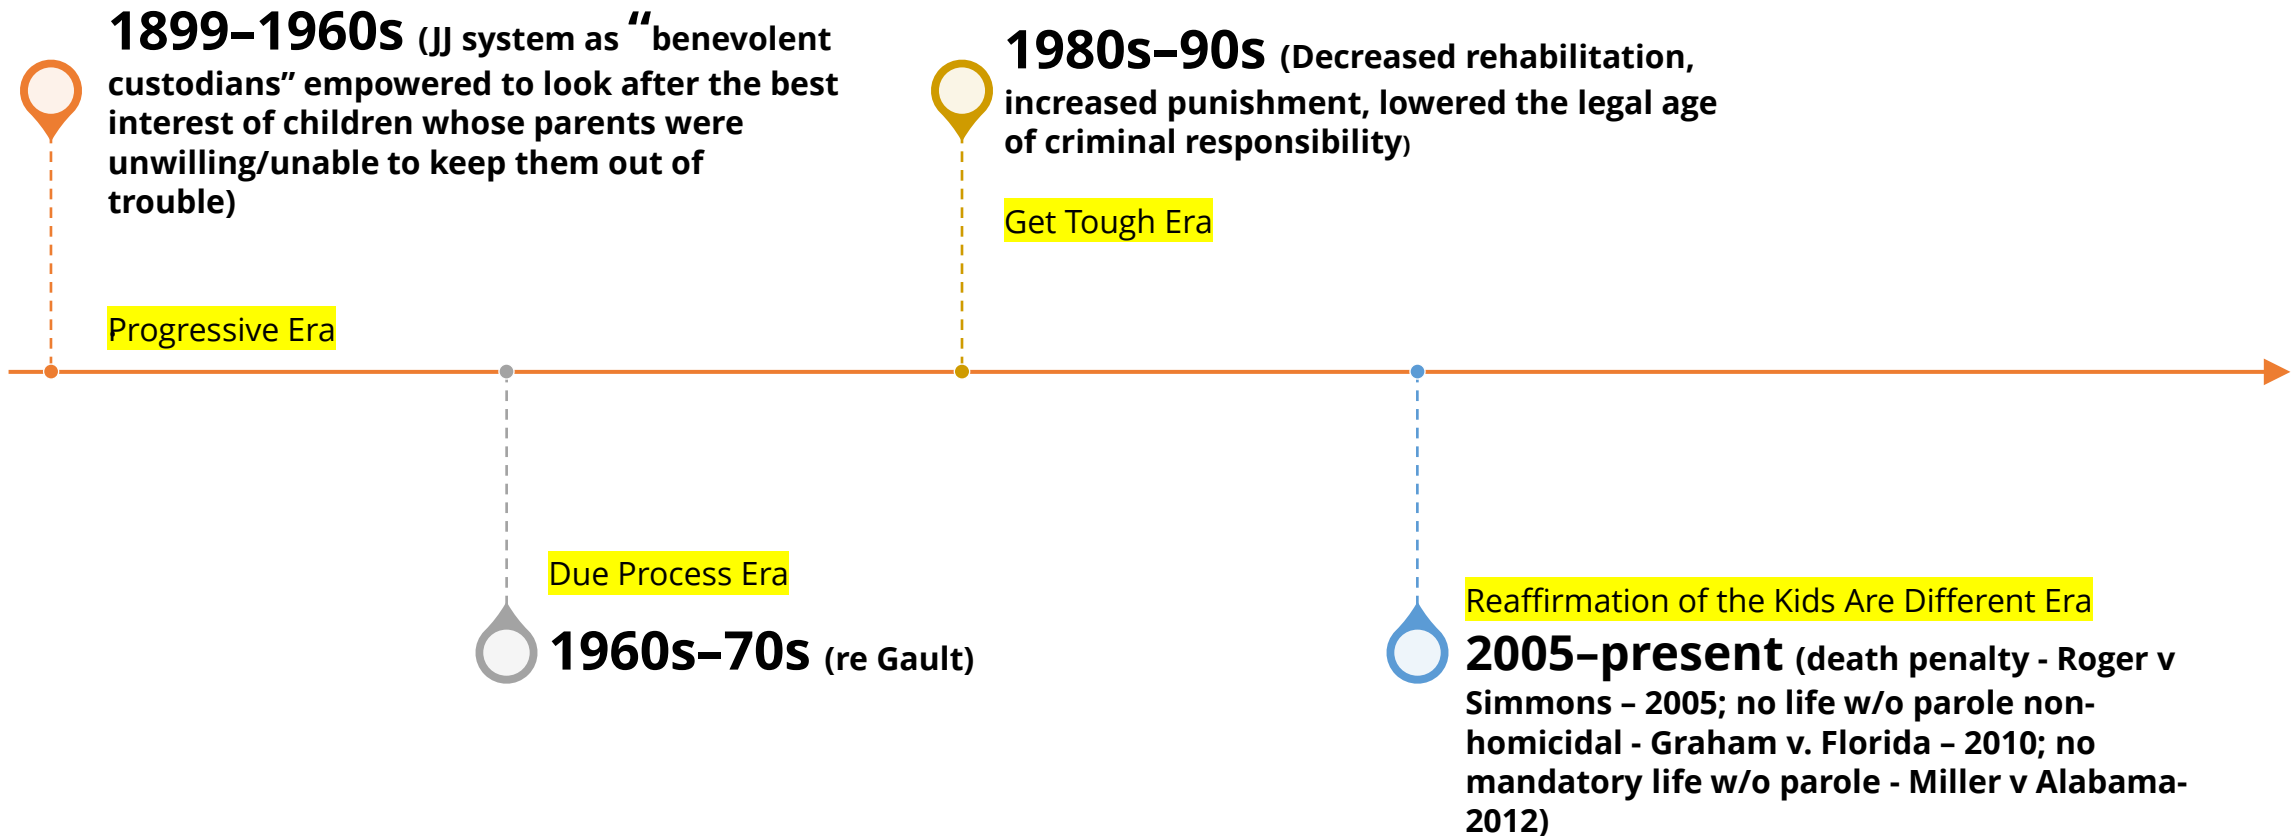 1899–1960s (JJ system as “benevolent
custodians” empowered to look after the best
interest of children whose parents were
unwilling/unable to keep them out of
trouble)
Progressive Era
1980s–90s (Decreased rehabilitation,
increased punishment, lowered the legal age
of criminal responsibility)
Get Tough Era
Due Process Era
1960s–70s (re Gault)
Reaffirmation of the Kids Are Different Era
2005–present (death penalty - Roger v
Simmons – 2005; no life w/o parole non-
homicidal - Graham v. Florida – 2010; no
mandatory life w/o parole - Miller v Alabama-
2012)